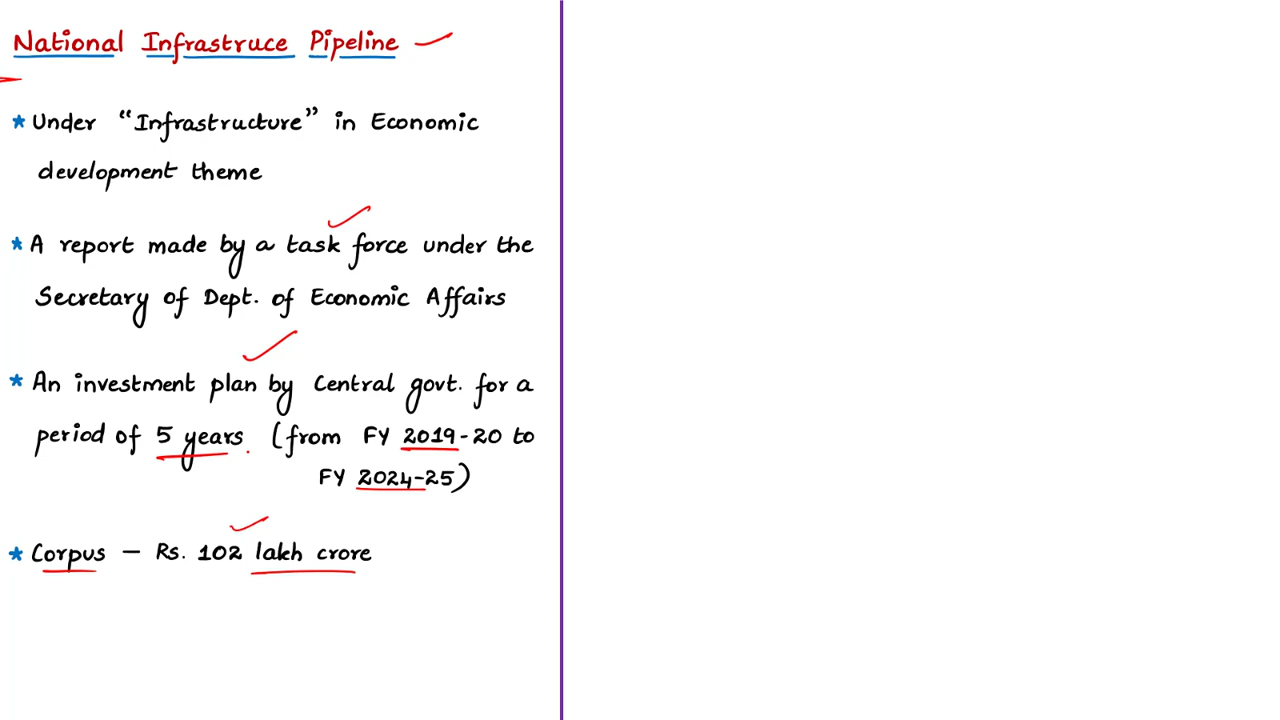 National Infrastruce Pipeline
* Under "Infrastructure" in Economic
development theme
* A report made by a task force under the
Secretary of Dept. of Economic Affairs
* An investment plan by Central govt. for a
period of 5 years. (from FY 2019-20 to
FY 2024-25)
* Corpus – Rs. 102 lakh crore